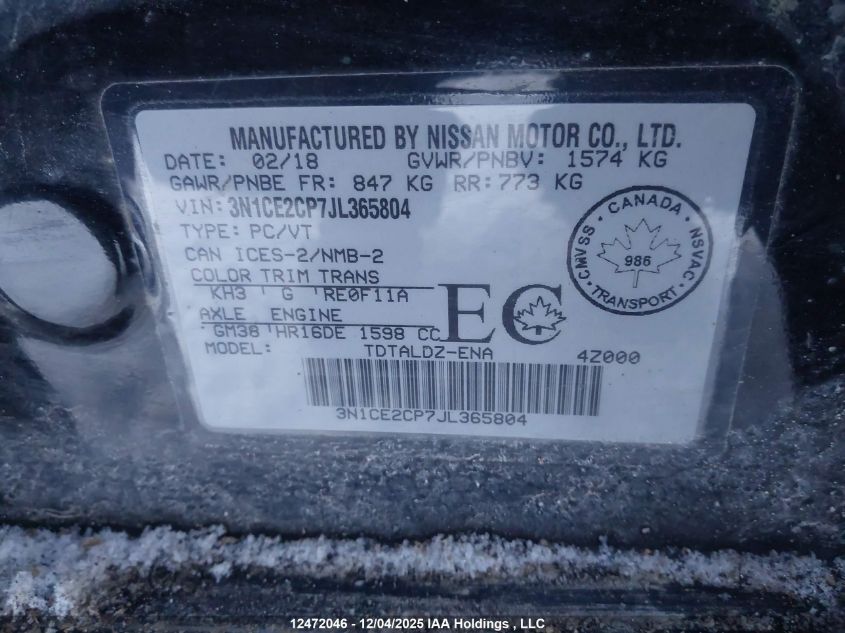 MANUFACTURED BY NISSAN MOTOR CO., LTD.
DATE: 02/18 GVWR/PNBV: 1574 KG
GAWR/PNBE FR: 847 KG RR: 773 KG
VIN: 3N1CE2CP7JL365804
TYPE: PC/VT
CAN ICES-2/NMB-2
COLOR TRIM TRANS
KH3 G RE0F11A
AXLE ENGINE
GM38 HR16DE 1598 CC
MODEL: TDTALDZ-ENA 4Z000
EC
CANADA
CMVSS
NSVAC
986
TRANSPORT
3N1CE2CP7JL365804
12472046 - 12/04/2025 IAA Holdings , LLC